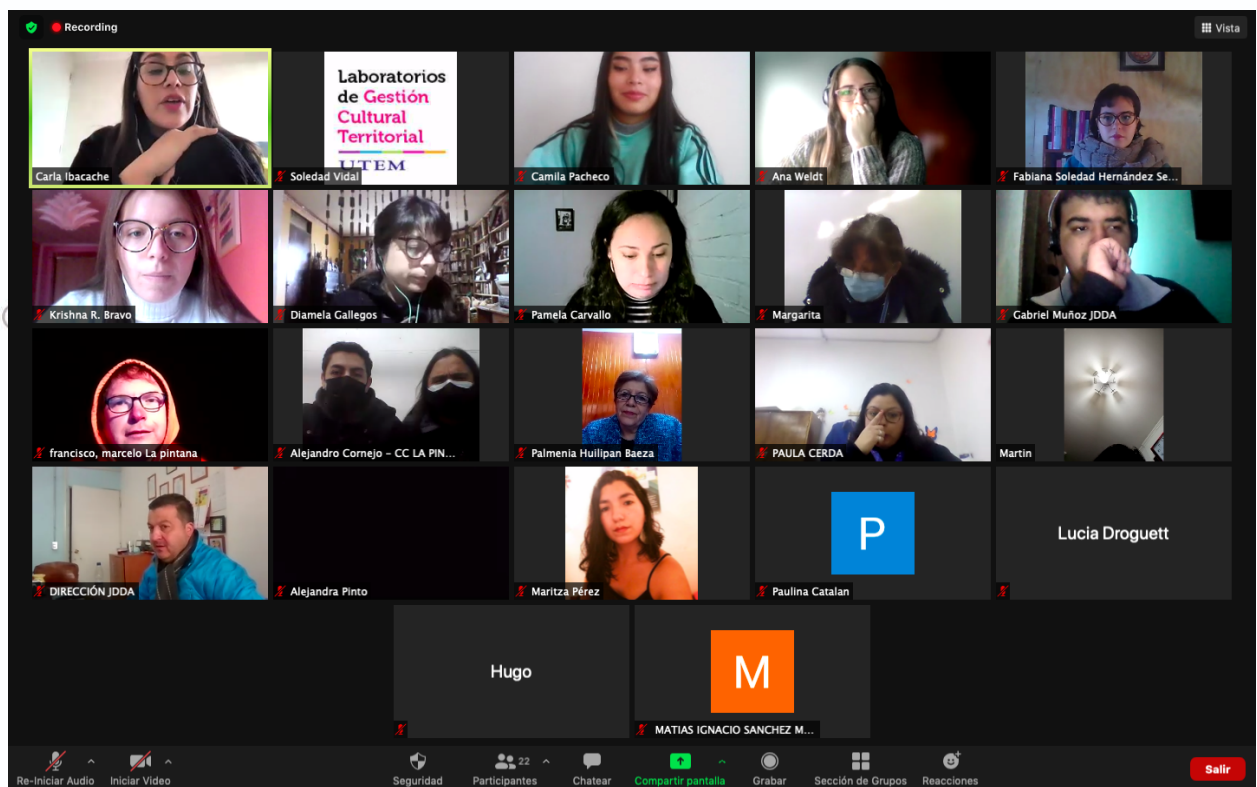 Recording
Vista
Carla Ibacache
Laboratorios
de Gestión
Cultural
Territorial
UTEM
Soledad Vidal
Camila Pacheco
Ana Weldt
Fabiana Soledad Hernández Se...
Krishna R. Bravo
Diamela Gallegos
Pamela Carvallo
Margarita
Gabriel Muñoz JDDA
francisco, marcelo La pintana
Alejandro Cornejo – CC LA PIN...
Palmenia Huilipan Baeza
PAULA CERDA
Martin
DIRECCIÓN JDDA
Alejandra Pinto
Maritza Pérez
P
Paulina Catalan
Lucia Droguett
Hugo
M
MATIAS IGNACIO SANCHEZ M...
Re-Iniciar Audio
Iniciar Video
Seguridad
22
Participantes
Chatear
Compartir pantalla
Grabar
Sección de Grupos
Reacciones
Salir